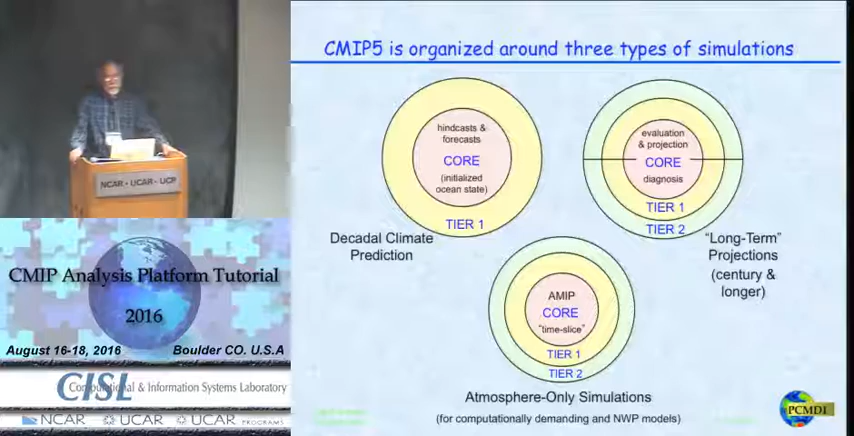 NCAR • UCAR • UCP
CMIP Analysis Platform Tutorial
2016
August 16-18, 2016 Boulder CO. U.S.A
CISL
Computational & Information Systems Laboratory
NCAR UCAR UCAR PROGRAMS
CMIP5 is organized around three types of simulations
hindcasts &
forecasts
CORE
(initialized
ocean state)
TIER 1
Decadal Climate
Prediction
evaluation
& projection
CORE
diagnosis
TIER 1
TIER 2
"Long-Term"
Projections
(century &
longer)
AMIP
CORE
"time-slice"
TIER 1
TIER 2
Atmosphere-Only Simulations
(for computationally demanding and NWP models)
PCMDI